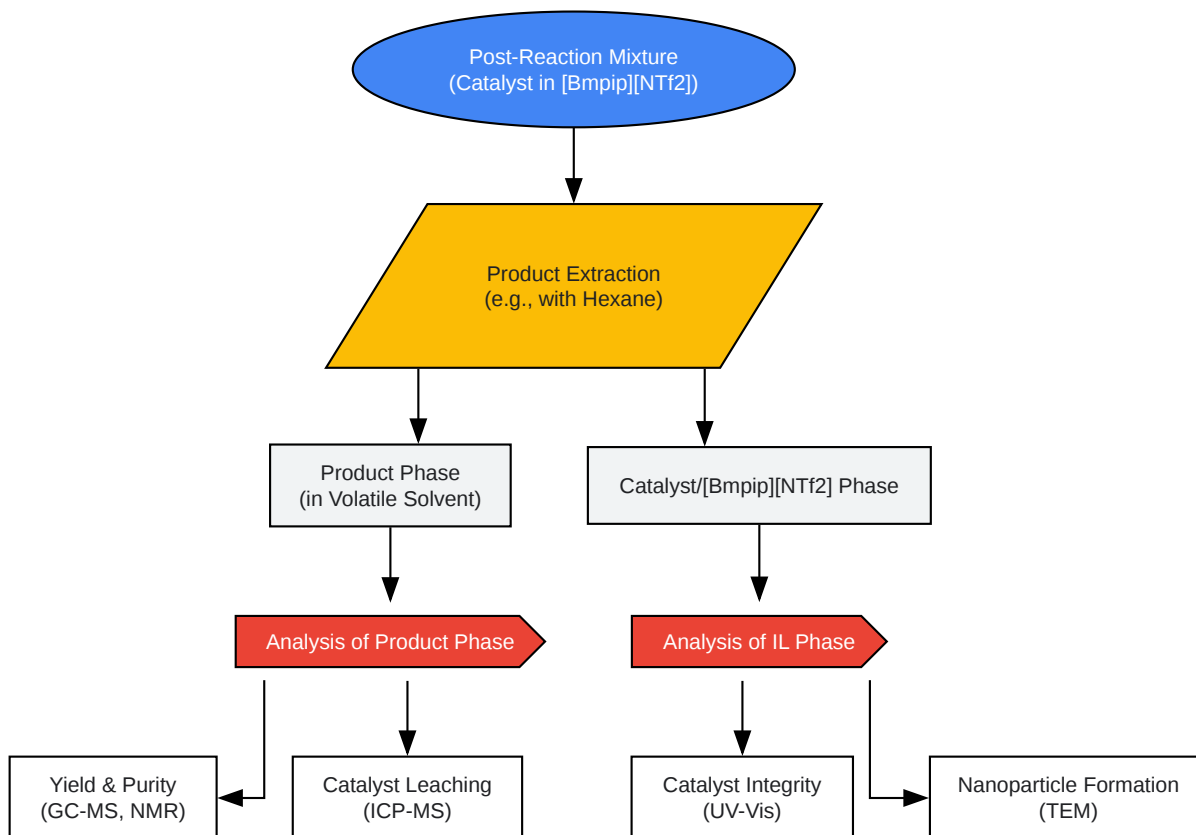 Post-Reaction Mixture
(Catalyst in [Bmpip][NTf2])
Product Extraction
(e.g., with Hexane)
Product Phase
(in Volatile Solvent)
Catalyst/[Bmpip][NTf2] Phase
Analysis of Product Phase
Analysis of IL Phase
Yield & Purity
(GC-MS, NMR)
Catalyst Leaching
(ICP-MS)
Catalyst Integrity
(UV-Vis)
Nanoparticle Formation
(TEM)